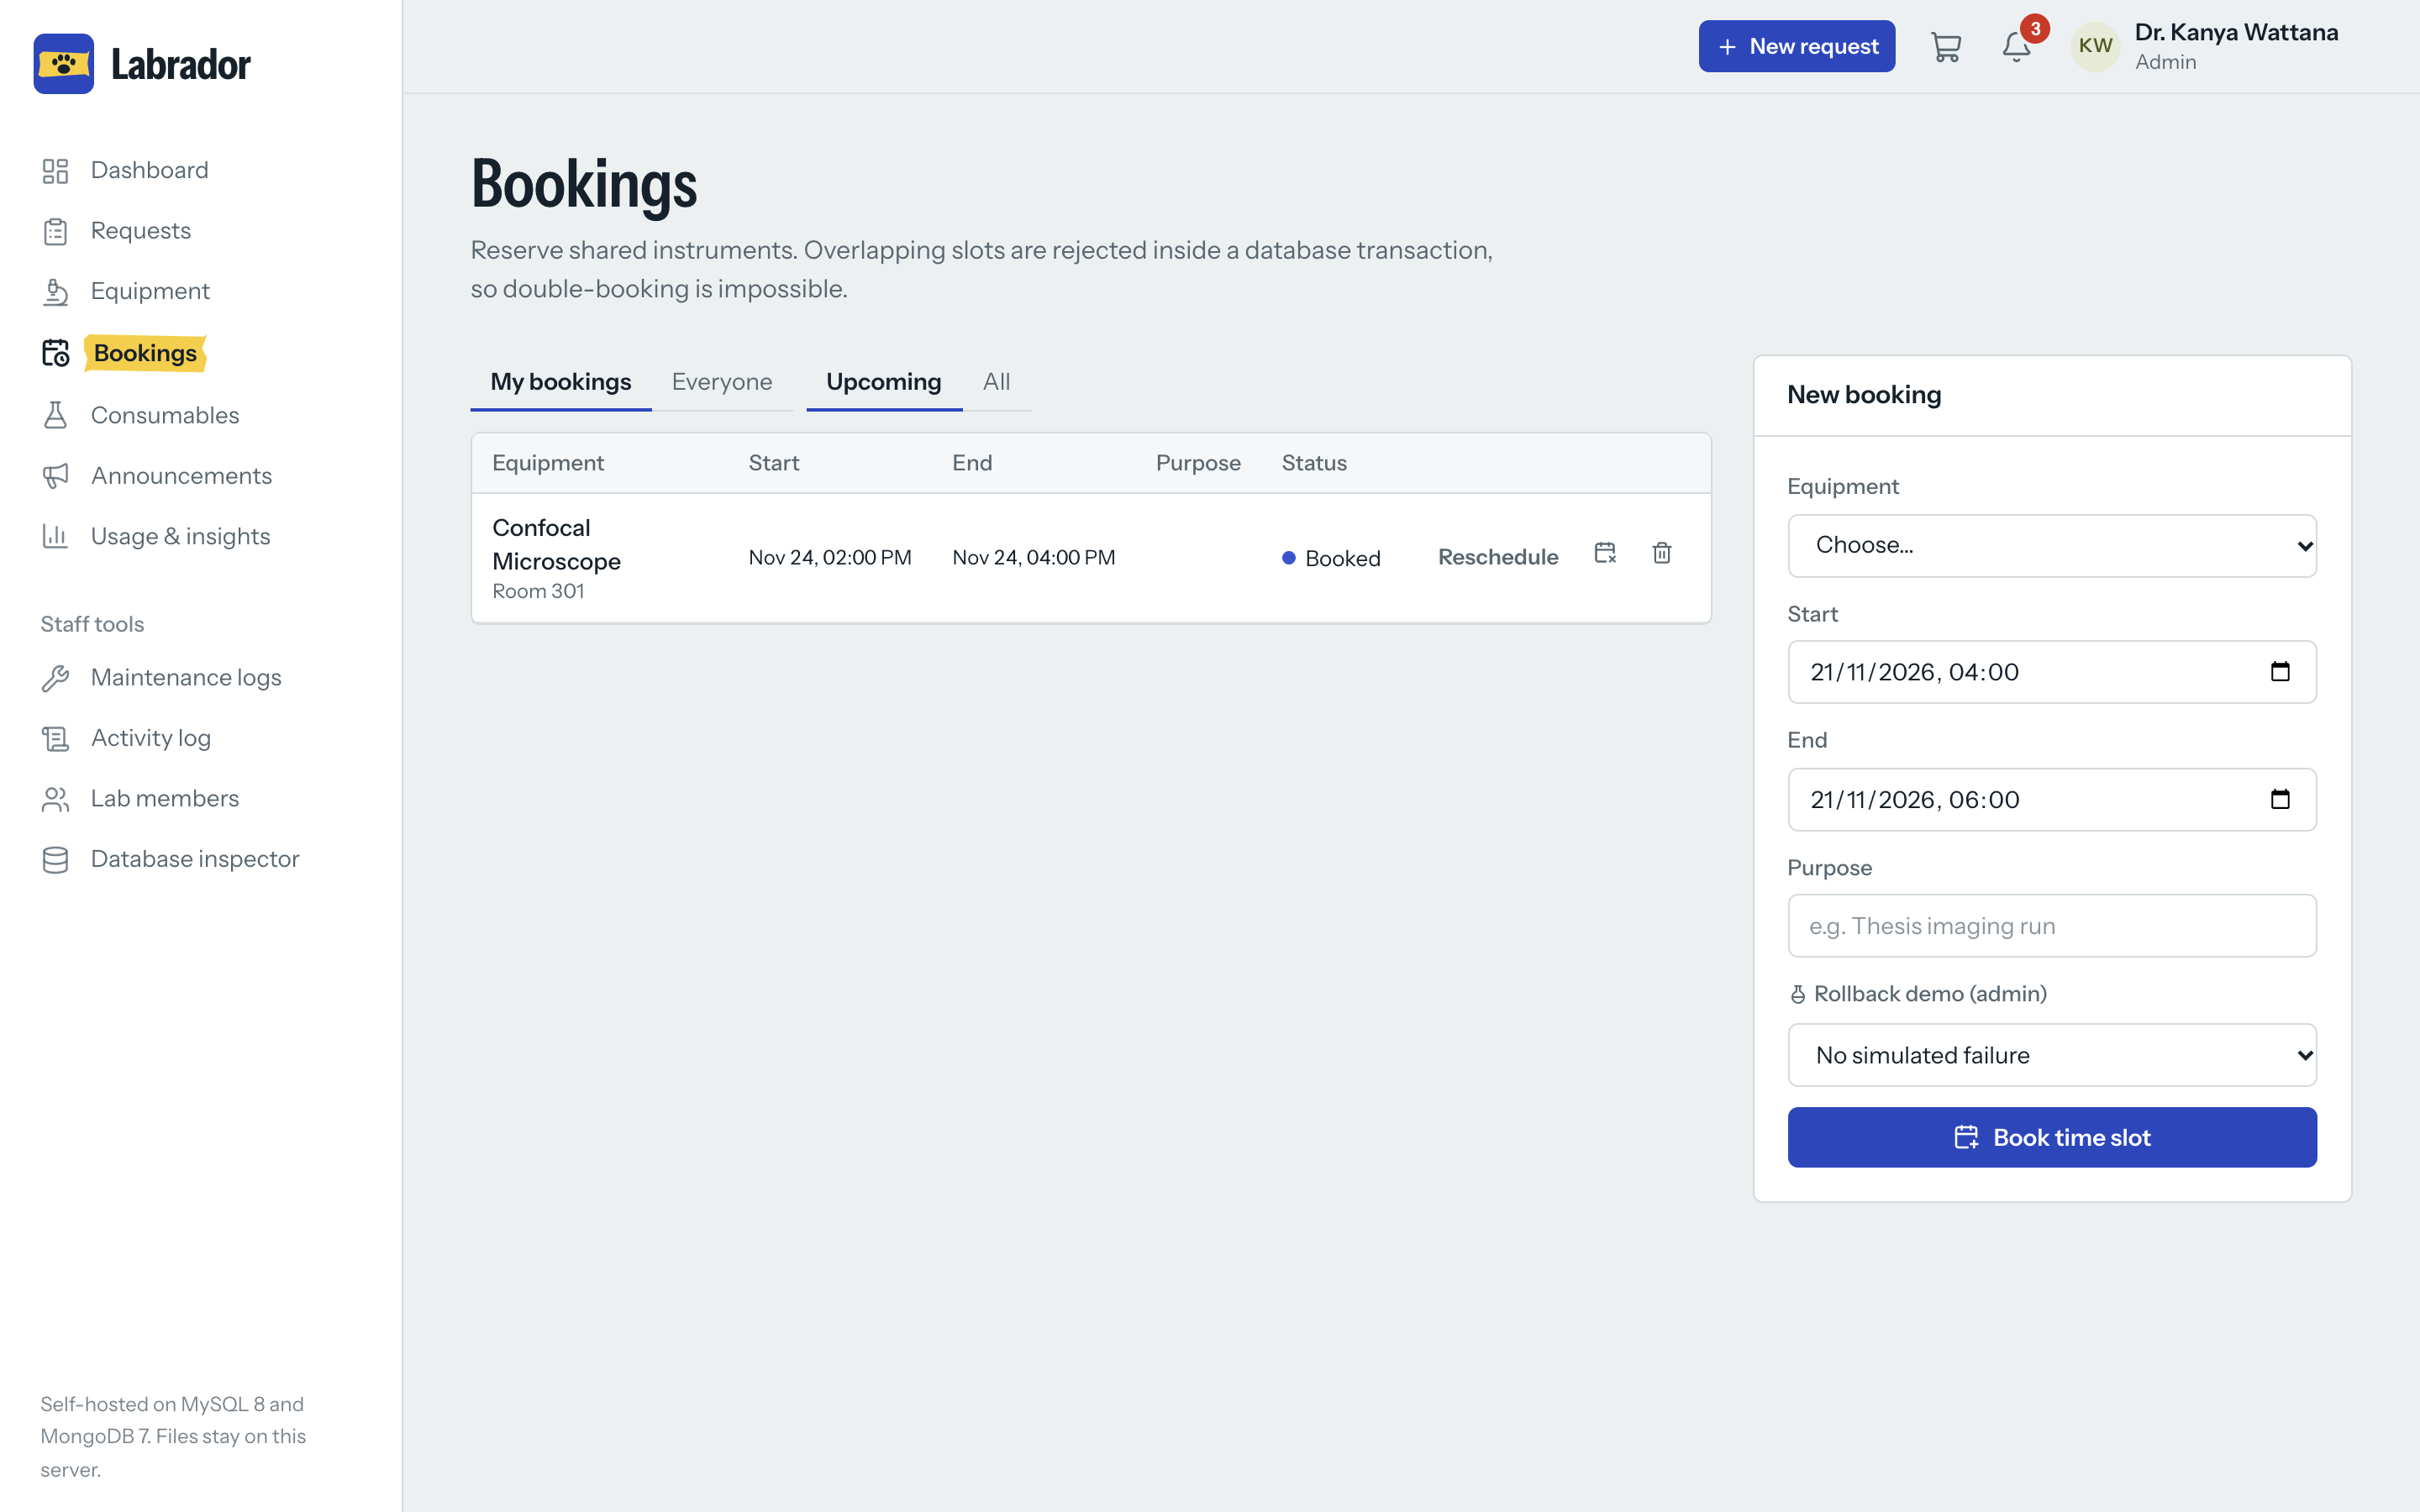 Labrador
Dashboard
Requests
Equipment
Bookings
Consumables
Announcements
Usage & insights
Staff tools
Maintenance logs
Activity log
Lab members
Database inspector
Self-hosted on MySQL 8 and
MongoDB 7. Files stay on this
server.
New request
3
KW
Dr. Kanya Wattana
Admin
Bookings
Reserve shared instruments. Overlapping slots are rejected inside a database transaction,
so double-booking is impossible.
My bookings Everyone Upcoming All
Equipment Start End Purpose Status
Confocal
Microscope
Room 301
Nov 24, 02:00 PM Nov 24, 04:00 PM Booked Reschedule
New booking
Equipment
Choose...
Start
21/11/2026, 04:00
End
21/11/2026, 06:00
Purpose
e.g. Thesis imaging run
Rollback demo (admin)
No simulated failure
Book time slot